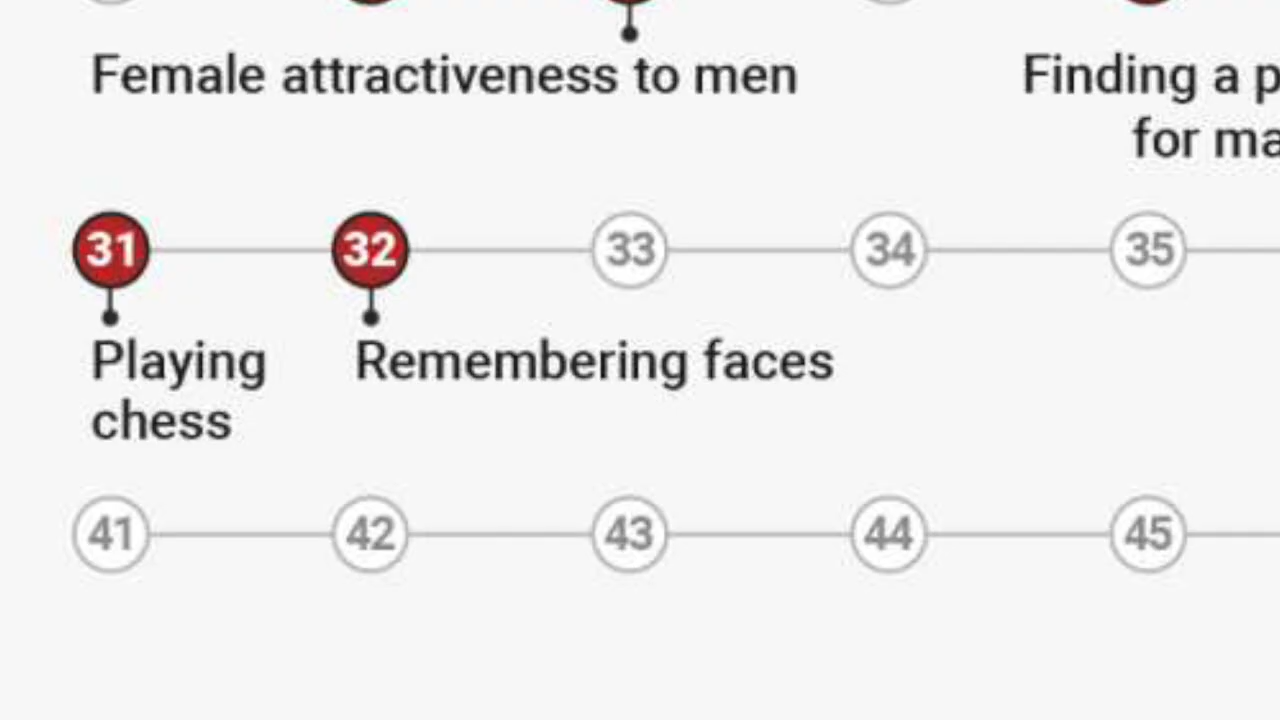 Female attractiveness to men
Finding a p
for ma
31 32 33 34 35
Playing Remembering faces
chess
41 42 43 44 45